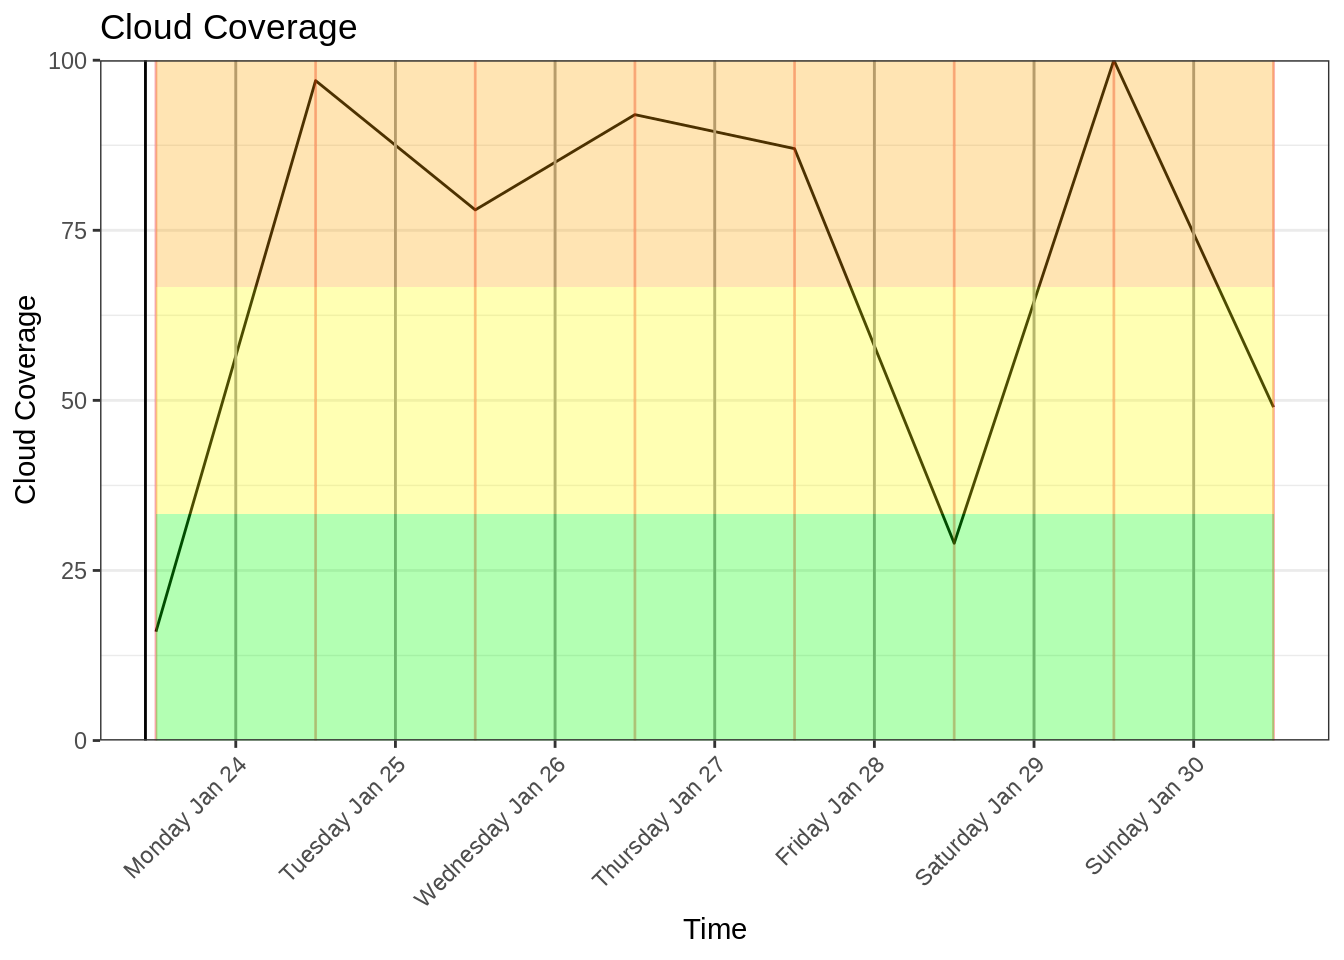 Cloud Coverage
100
75
50
25
0
Cloud Coverage
Monday Jan 24
Tuesday Jan 25
Wednesday Jan 26
Thursday Jan 27
Friday Jan 28
Saturday Jan 29
Sunday Jan 30
Time